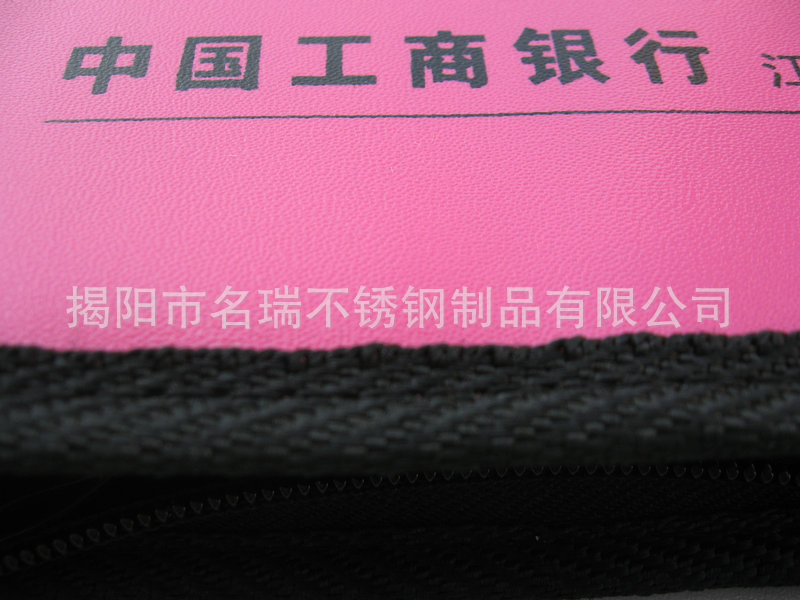 中国工商银行 江
揭阳市名瑞不锈钢制品有限公司